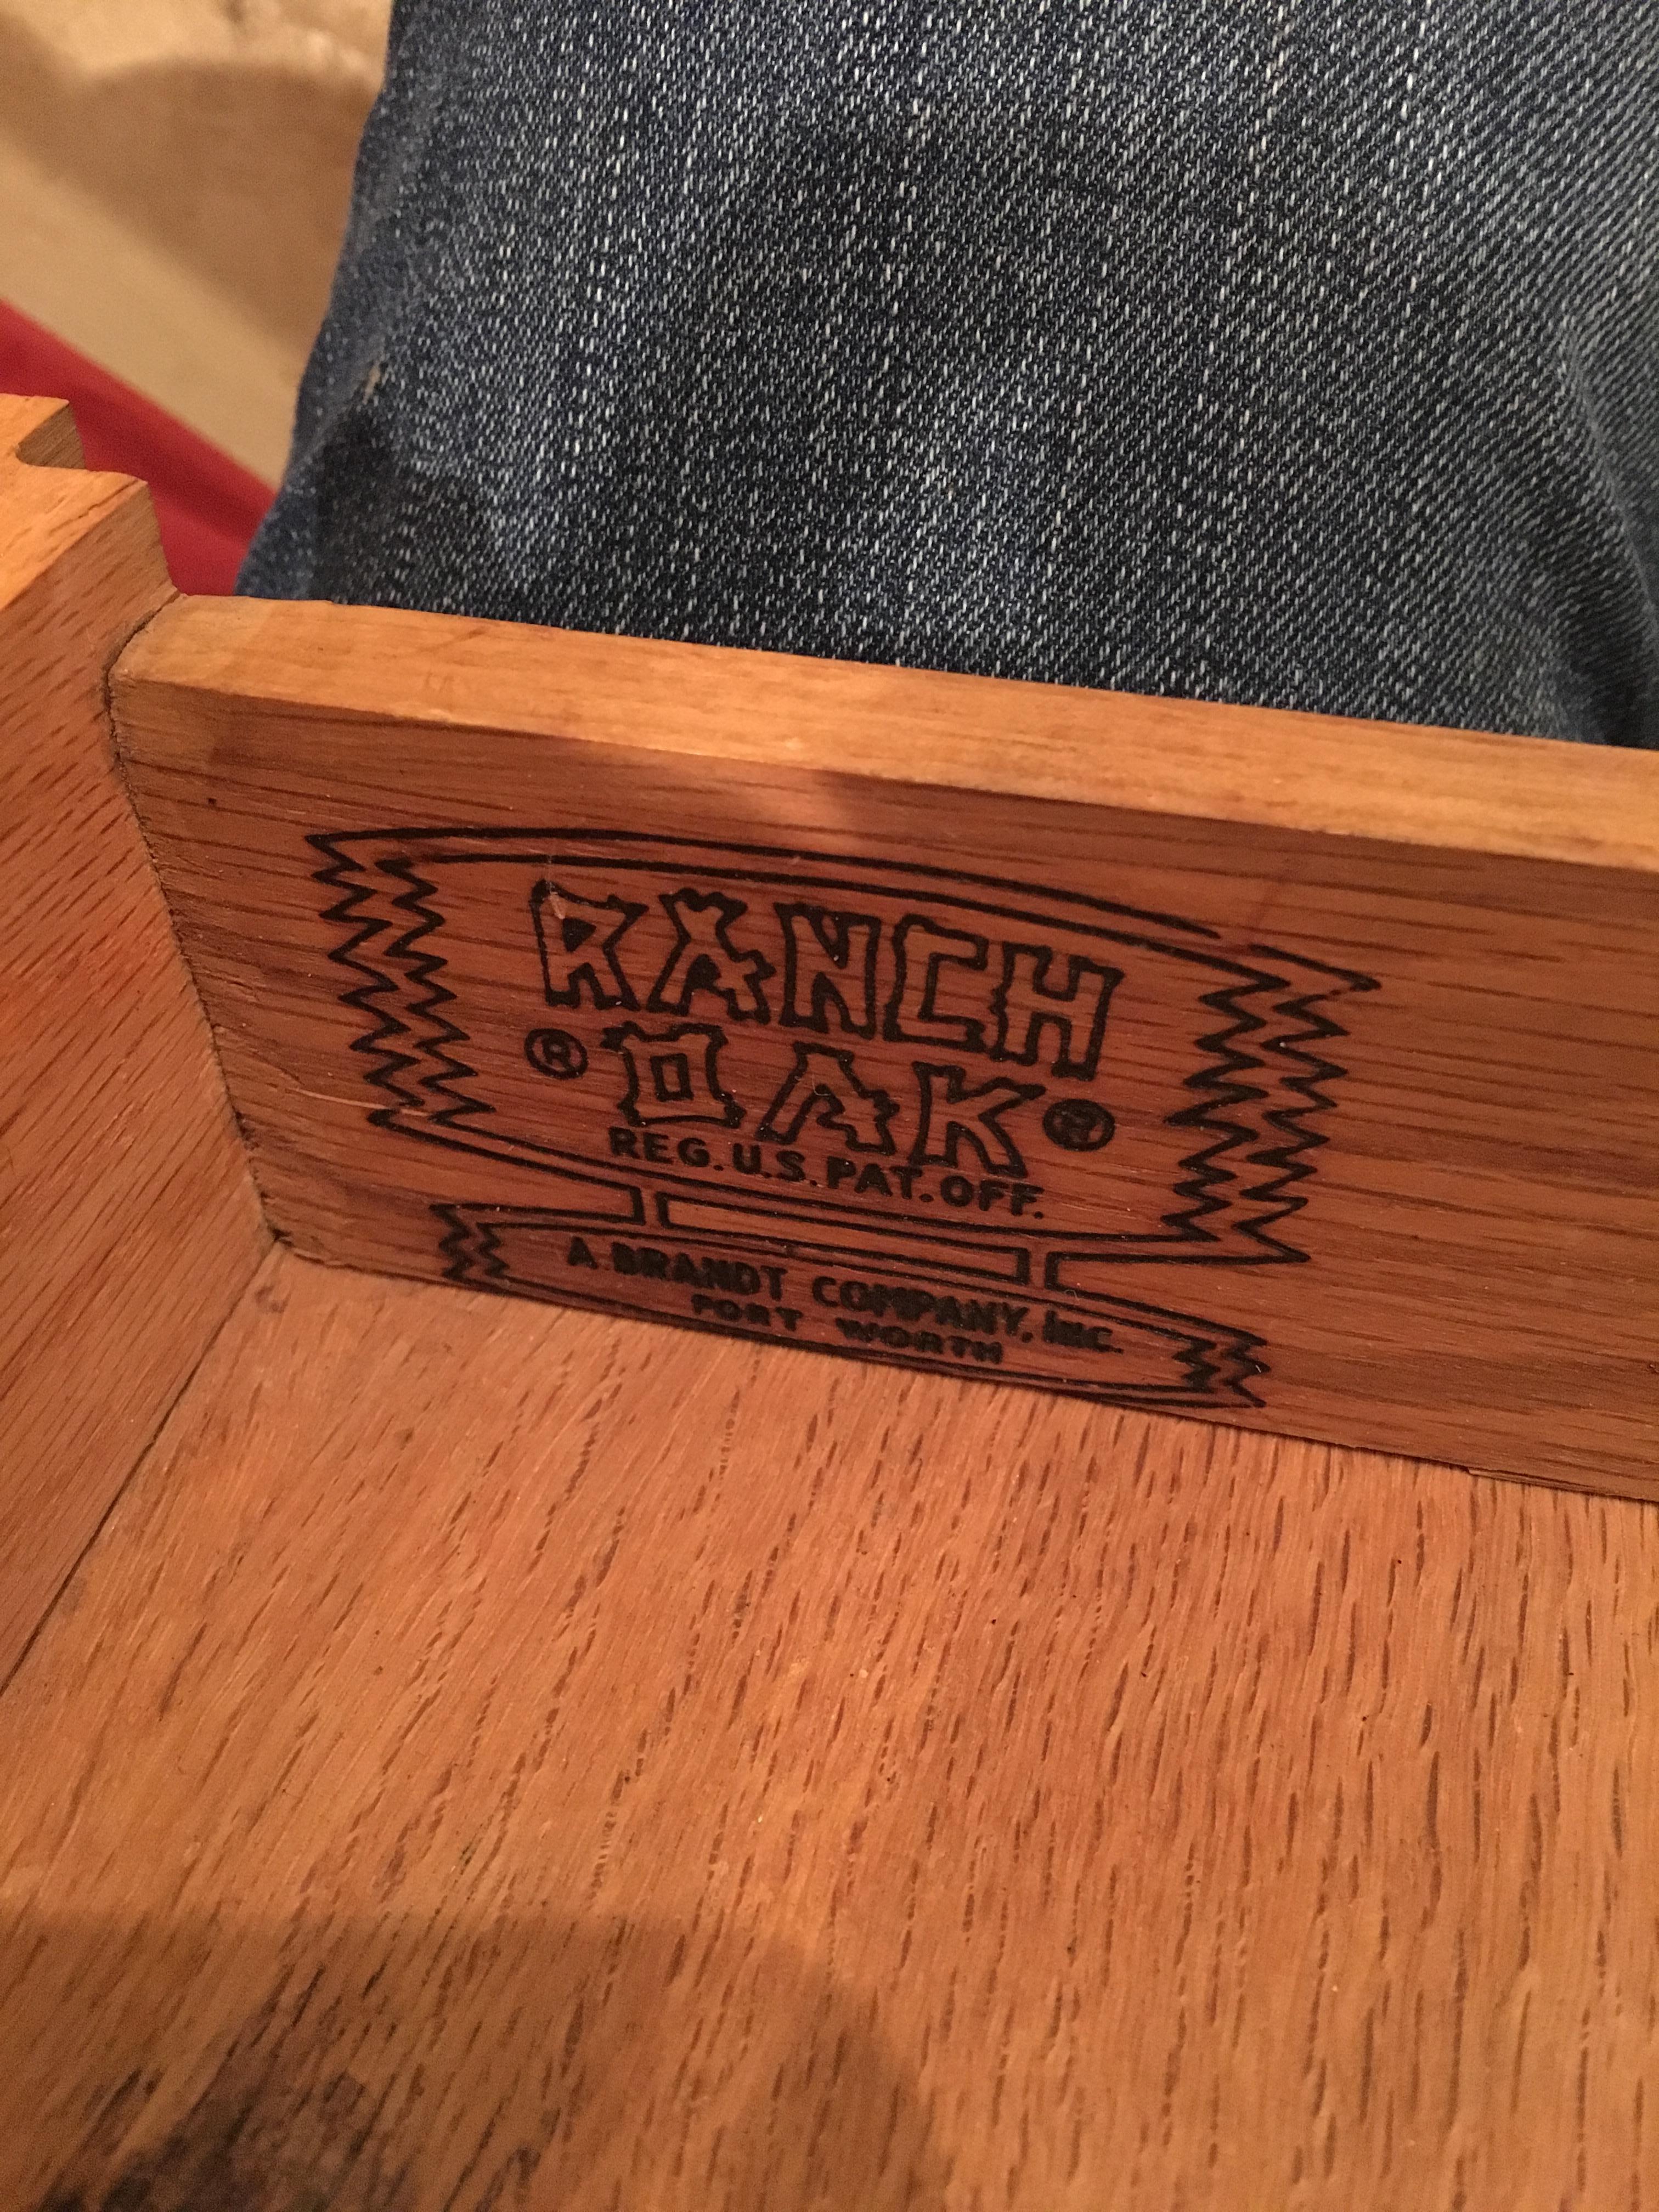 RANCH
® OAK ®
REG. U.S. PAT. OFF.
A. BRANDT COMPANY, INC.
FORT WORTH